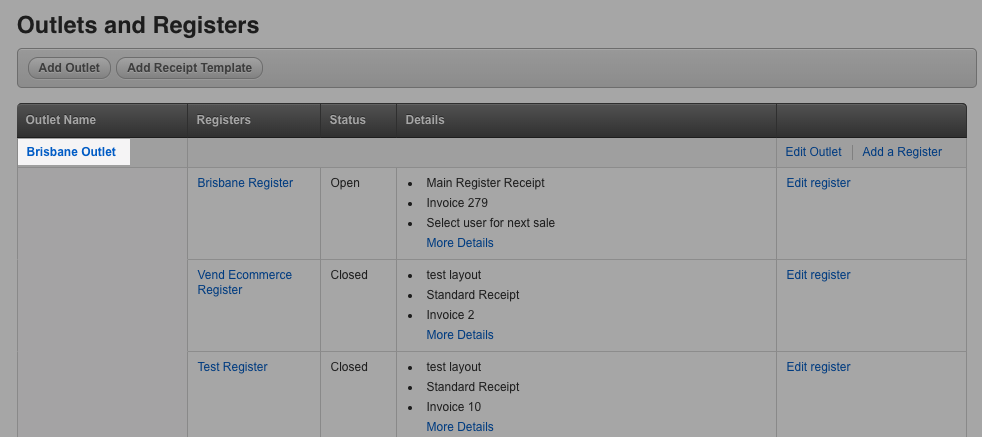 Outlets and Registers
Add Outlet Add Receipt Template
Outlet Name Registers Status Details
Brisbane Outlet Edit Outlet Add a Register
Brisbane Register Open • Main Register Receipt Edit register
• Invoice 279
• Select user for next sale
More Details
Vend Ecommerce Closed • test layout Edit register
Register • Standard Receipt
• Invoice 2
More Details
Test Register Closed • test layout Edit register
• Standard Receipt
• Invoice 10
More Details